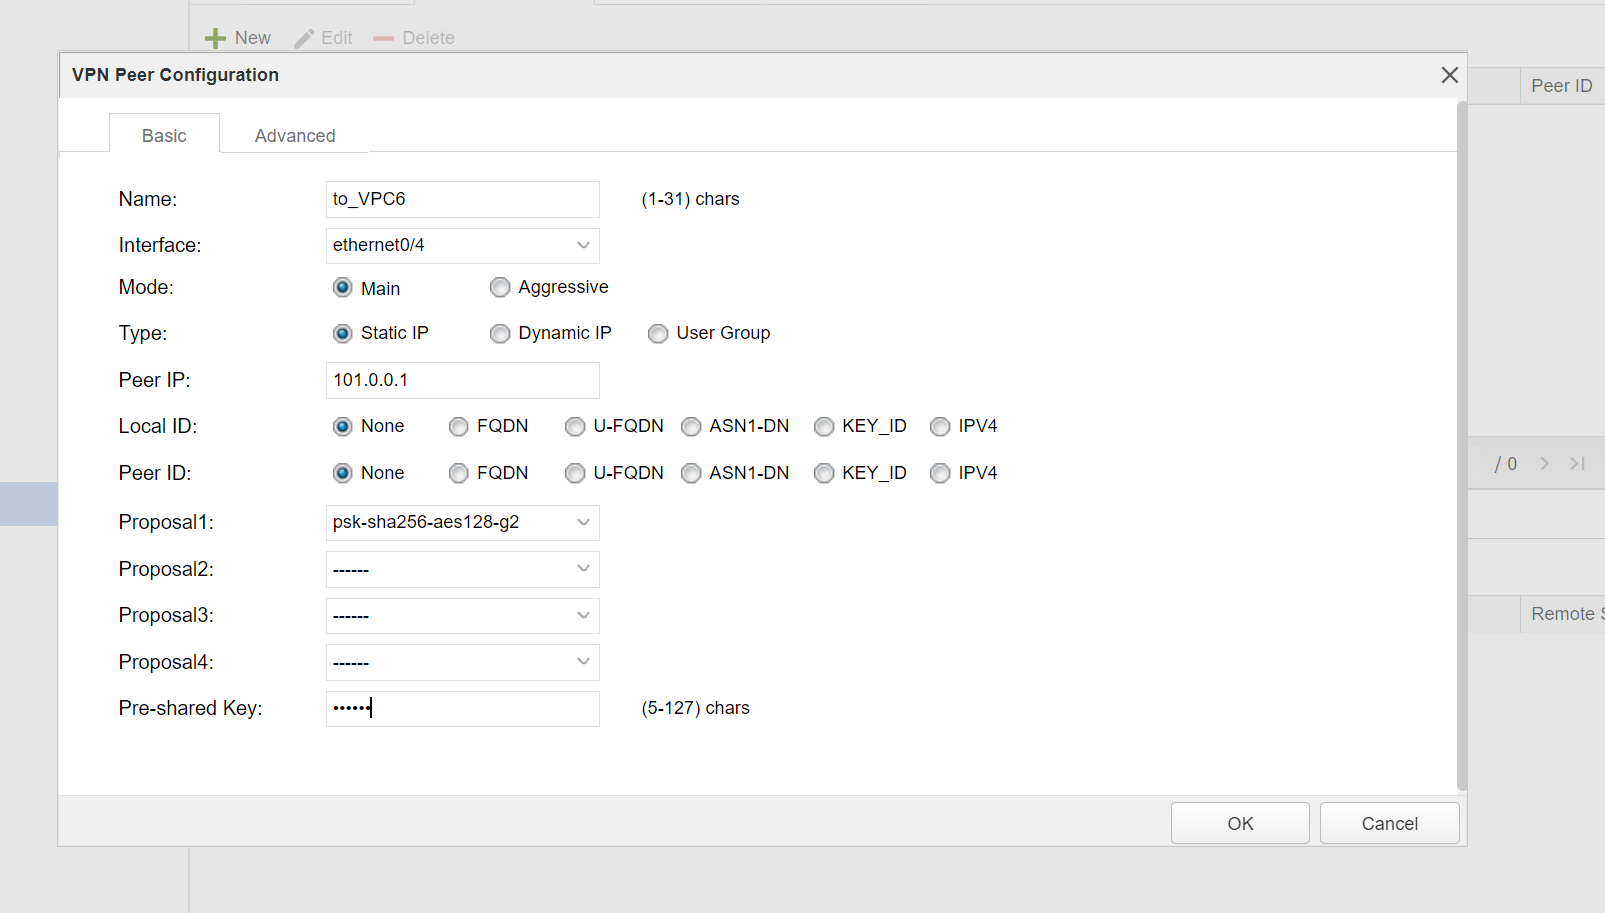 New Edit Delete
VPN Peer Configuration
Peer ID
Basic Advanced
Name: to_VPC6 (1-31) chars
Interface: ethernet0/4
Mode: Main Aggressive
Type: Static IP Dynamic IP User Group
Peer IP: 101.0.0.1
Local ID: None FQDN U-FQDN ASN1-DN KEY_ID IPV4
/ 0
Peer ID: None FQDN U-FQDN ASN1-DN KEY_ID IPV4
Proposal1: psk-sha256-aes128-g2
Proposal2: ------
Proposal3: ------
Remote S
Proposal4: ------
Pre-shared Key: •••••• (5-127) chars
OK Cancel